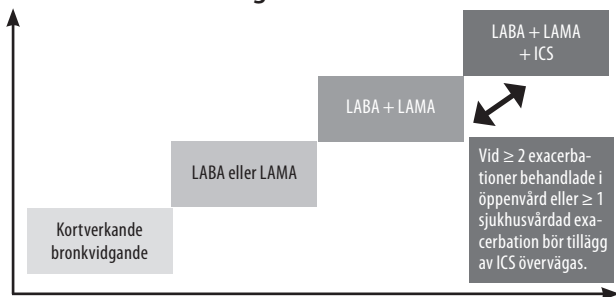 Kortverkande
bronkvidgande
LABA eller LAMA
LABA + LAMA
LABA + LAMA
+ ICS
Vid ≥ 2 exacerba-
tioner behandlade i
öppenvård eller ≥ 1
sjukhusvårdad exa-
cerbation bör tillägg
av ICS övervägas.